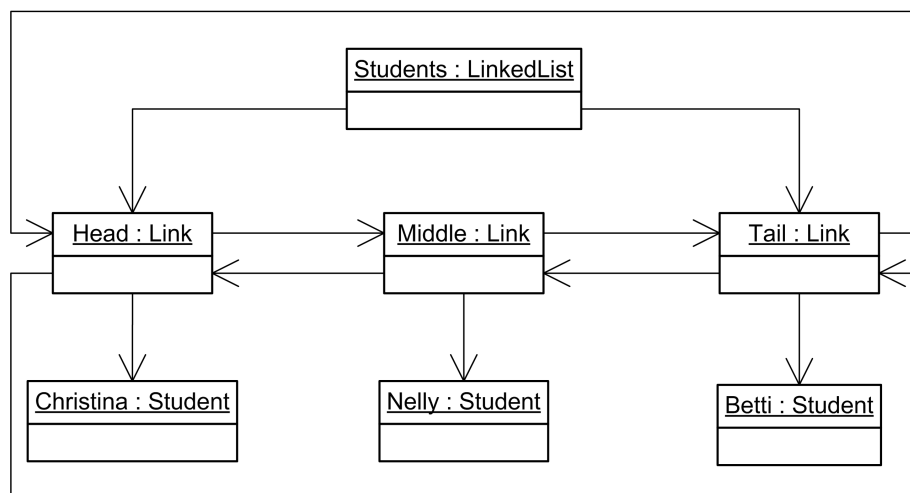 Students : LinkedList
Head : Link
Middle : Link
Tail : Link
Christina : Student
Nelly : Student
Betti : Student